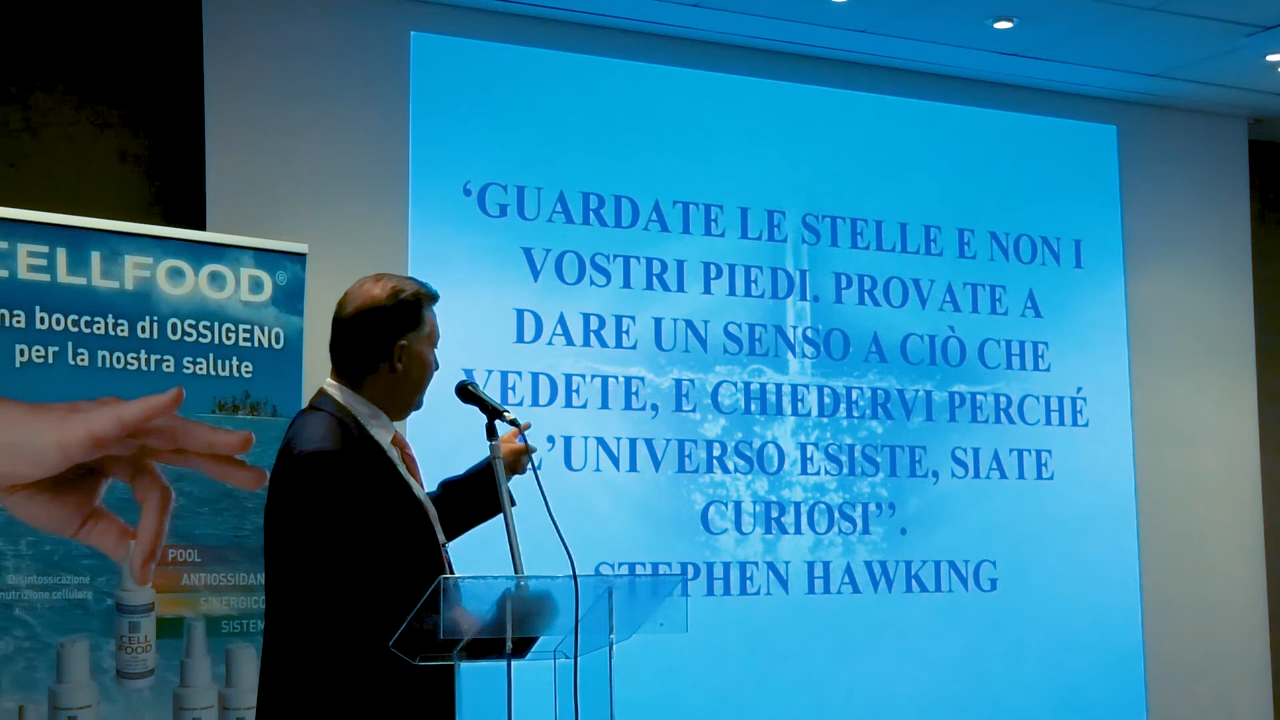 CELLFOOD®
na boccata di OSSIGENO
per la nostra salute
POOL
ANTIOSSIDAN
SINERGICO
SISTEM
Disintossicazione
nutrizione cellulare
CELL
FOOD
‘GUARDATE LE STELLE E NON I
VOSTRI PIEDI. PROVATE A
DARE UN SENSO A CIÒ CHE
VEDETE, E CHIEDERVI PERCHÉ
L’UNIVERSO ESISTE, SIATE
CURIOSI”.
STEPHEN HAWKING